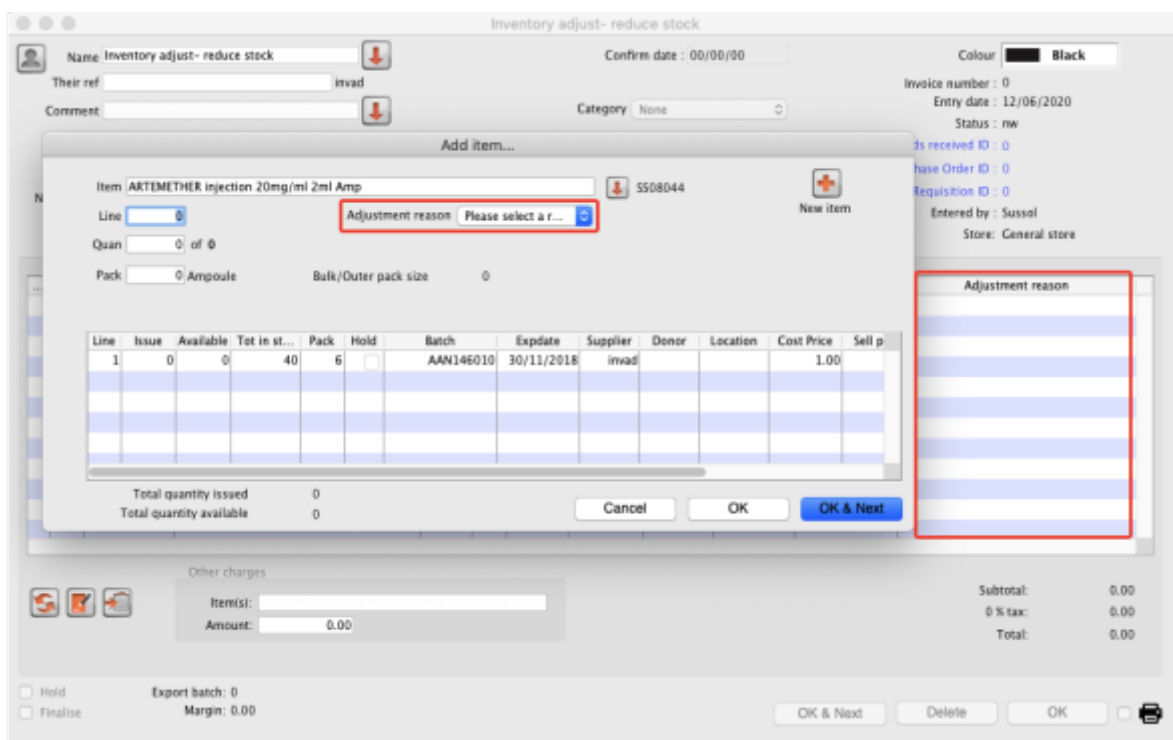 Inventory adjust- reduce stock
Name Inventory adjust- reduce stock Confirm date : 00/00/00 Colour Black
Their ref invad Invoice number : 0
Entry date : 12/06/2020
Comment Category None
Status : nw
Add item... ds received ID : 0
hase Order ID : 0
Item ARTEMETHER injection 20mg/ml 2ml Amp SS08044
N Requisition ID : 0
Line 0 Adjustment reason Please select a r... New item
Entered by : Sussol
Store: General store
Quan 0 of 0
Pack 0 Ampoule Bulk/Outer pack size 0
... Adjustment reason
Line Issue Available Tot in st... Pack Hold Batch Expdate Supplier Donor Location Cost Price Sell p
1 0 0 40 6 AAN146010 30/11/2018 invad 1.00
Total quantity issued 0
Total quantity available 0
Cancel OK OK & Next
Other charges
Item(s):
Amount: 0.00
Subtotal: 0.00
0 % tax: 0.00
Total: 0.00
Hold Export batch: 0
Finalise Margin: 0.00
OK & Next Delete OK